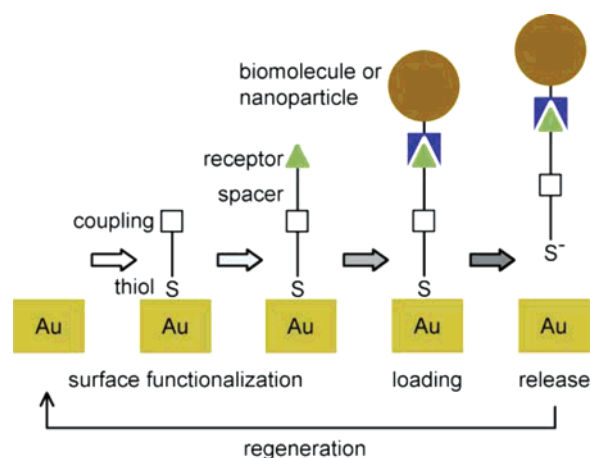 biomolecule or
nanoparticle
receptor
spacer
coupling
thiol
S
S
S
S⁻
Au
Au
Au
Au
Au
surface functionalization
loading
release
regeneration